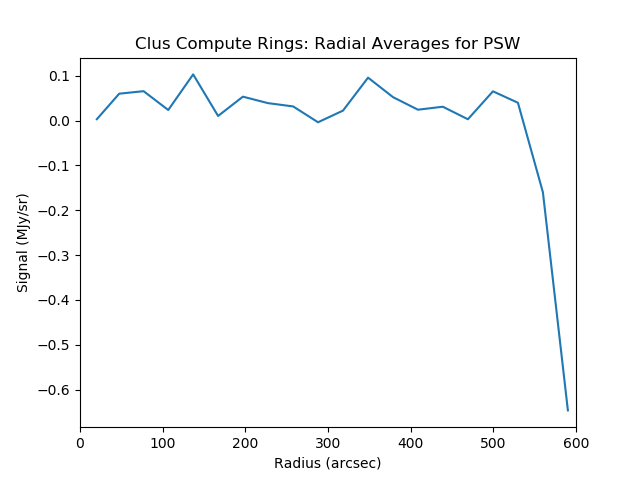 Clus Compute Rings: Radial Averages for PSW
0.1
0.0
−0.1
−0.2
−0.3
−0.4
−0.5
−0.6
Signal (MJy/sr)
0 100 200 300 400 500 600
Radius (arcsec)